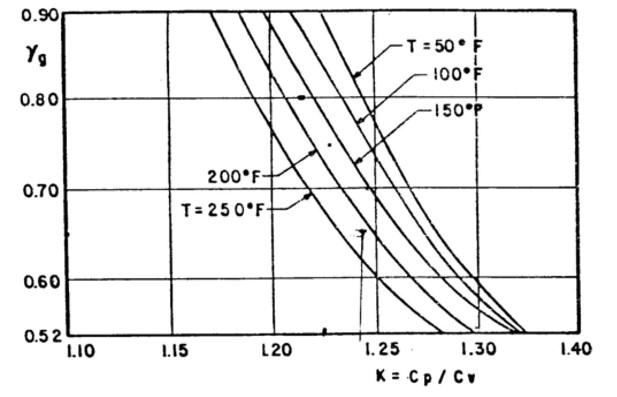 0.90
γg
T = 50° F
100°F
0.80
150°F
200°F
0.70
T = 250°F
0.60
0.52
1.10 1.15 1.20 1.25 1.30 1.40
K = Cp / Cv